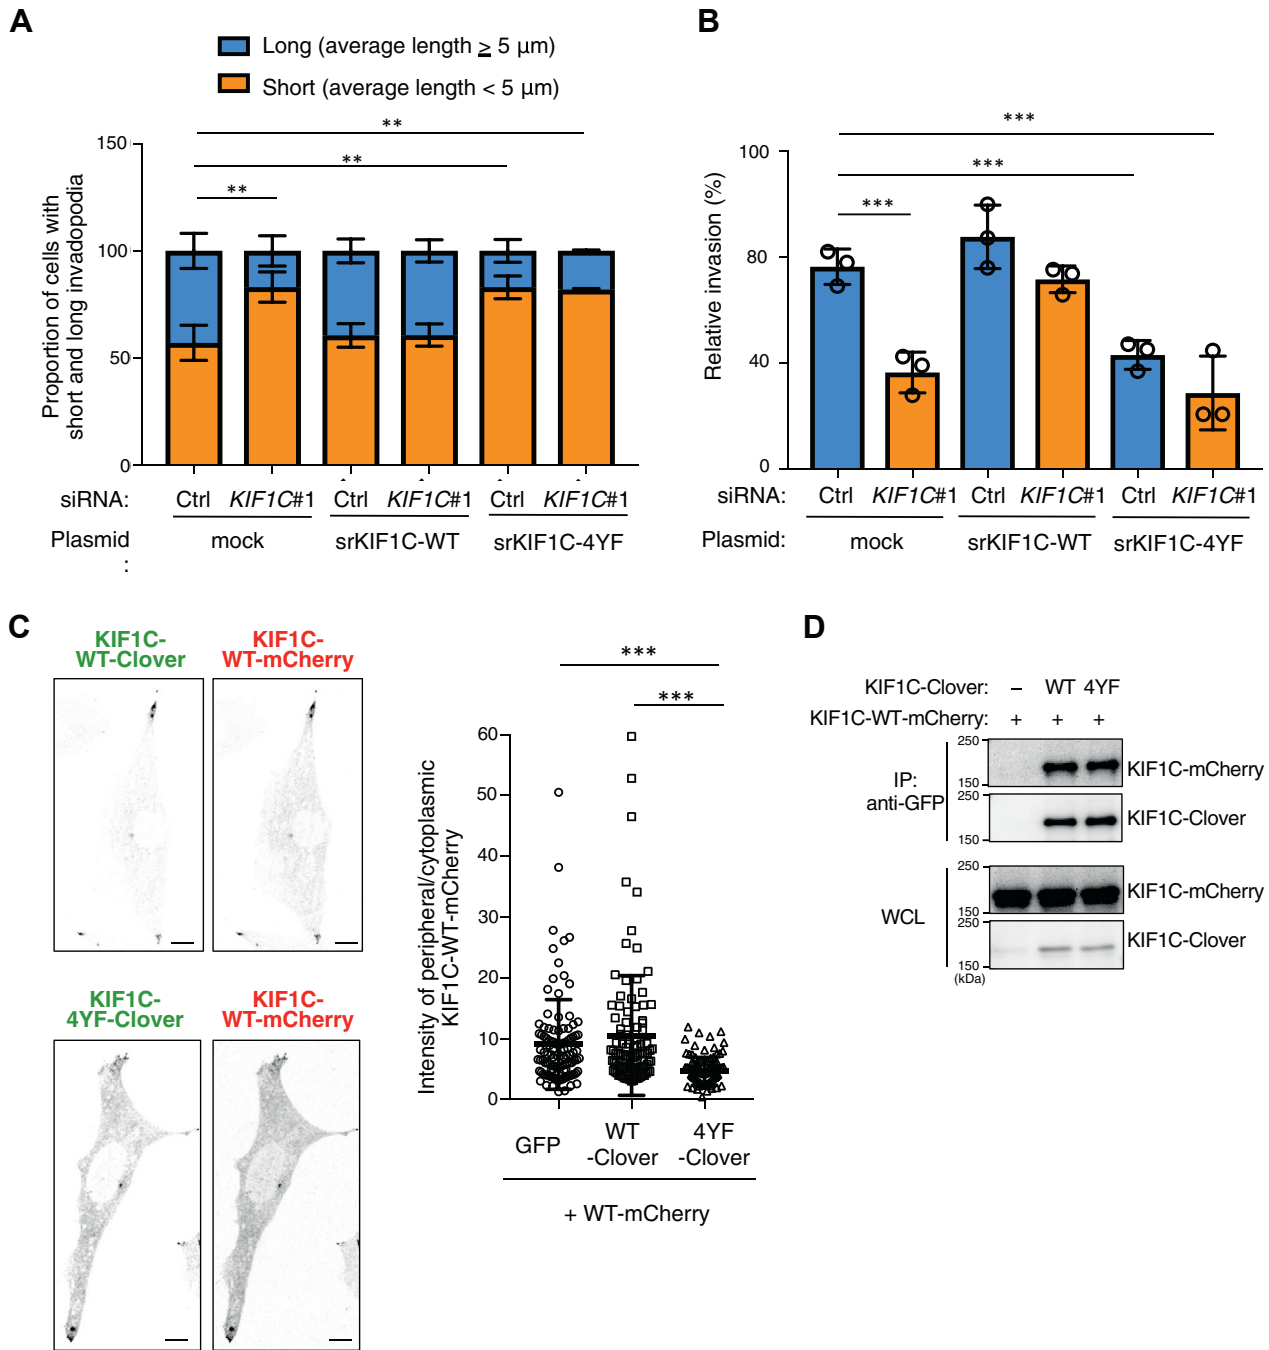 A
Long (average length ≥ 5 µm)
Short (average length < 5 µm)
**
**
**
Proportion of cells with
short and long invadopodia
150
100
50
0
siRNA: Ctrl KIF1C#1 Ctrl KIF1C#1 Ctrl KIF1C#1
Plasmid mock srKIF1C-WT srKIF1C-4YF
:
B
***
***
***
Relative invasion (%)
100
80
40
0
siRNA: Ctrl KIF1C#1 Ctrl KIF1C#1 Ctrl KIF1C#1
Plasmid: mock srKIF1C-WT srKIF1C-4YF
C
KIF1C-
WT-Clover
KIF1C-
WT-mCherry
KIF1C-
4YF-Clover
KIF1C-
WT-mCherry
***
***
Intensity of peripheral/cytoplasmic
KIF1C-WT-mCherry
60
50
40
30
20
10
0
GFP
WT
-Clover
4YF
-Clover
+ WT-mCherry
D
KIF1C-Clover: – WT 4YF
KIF1C-WT-mCherry: + + +
IP:
anti-GFP
250
150
KIF1C-mCherry
250
150
KIF1C-Clover
WCL
250
150
KIF1C-mCherry
250
150
KIF1C-Clover
(kDa)